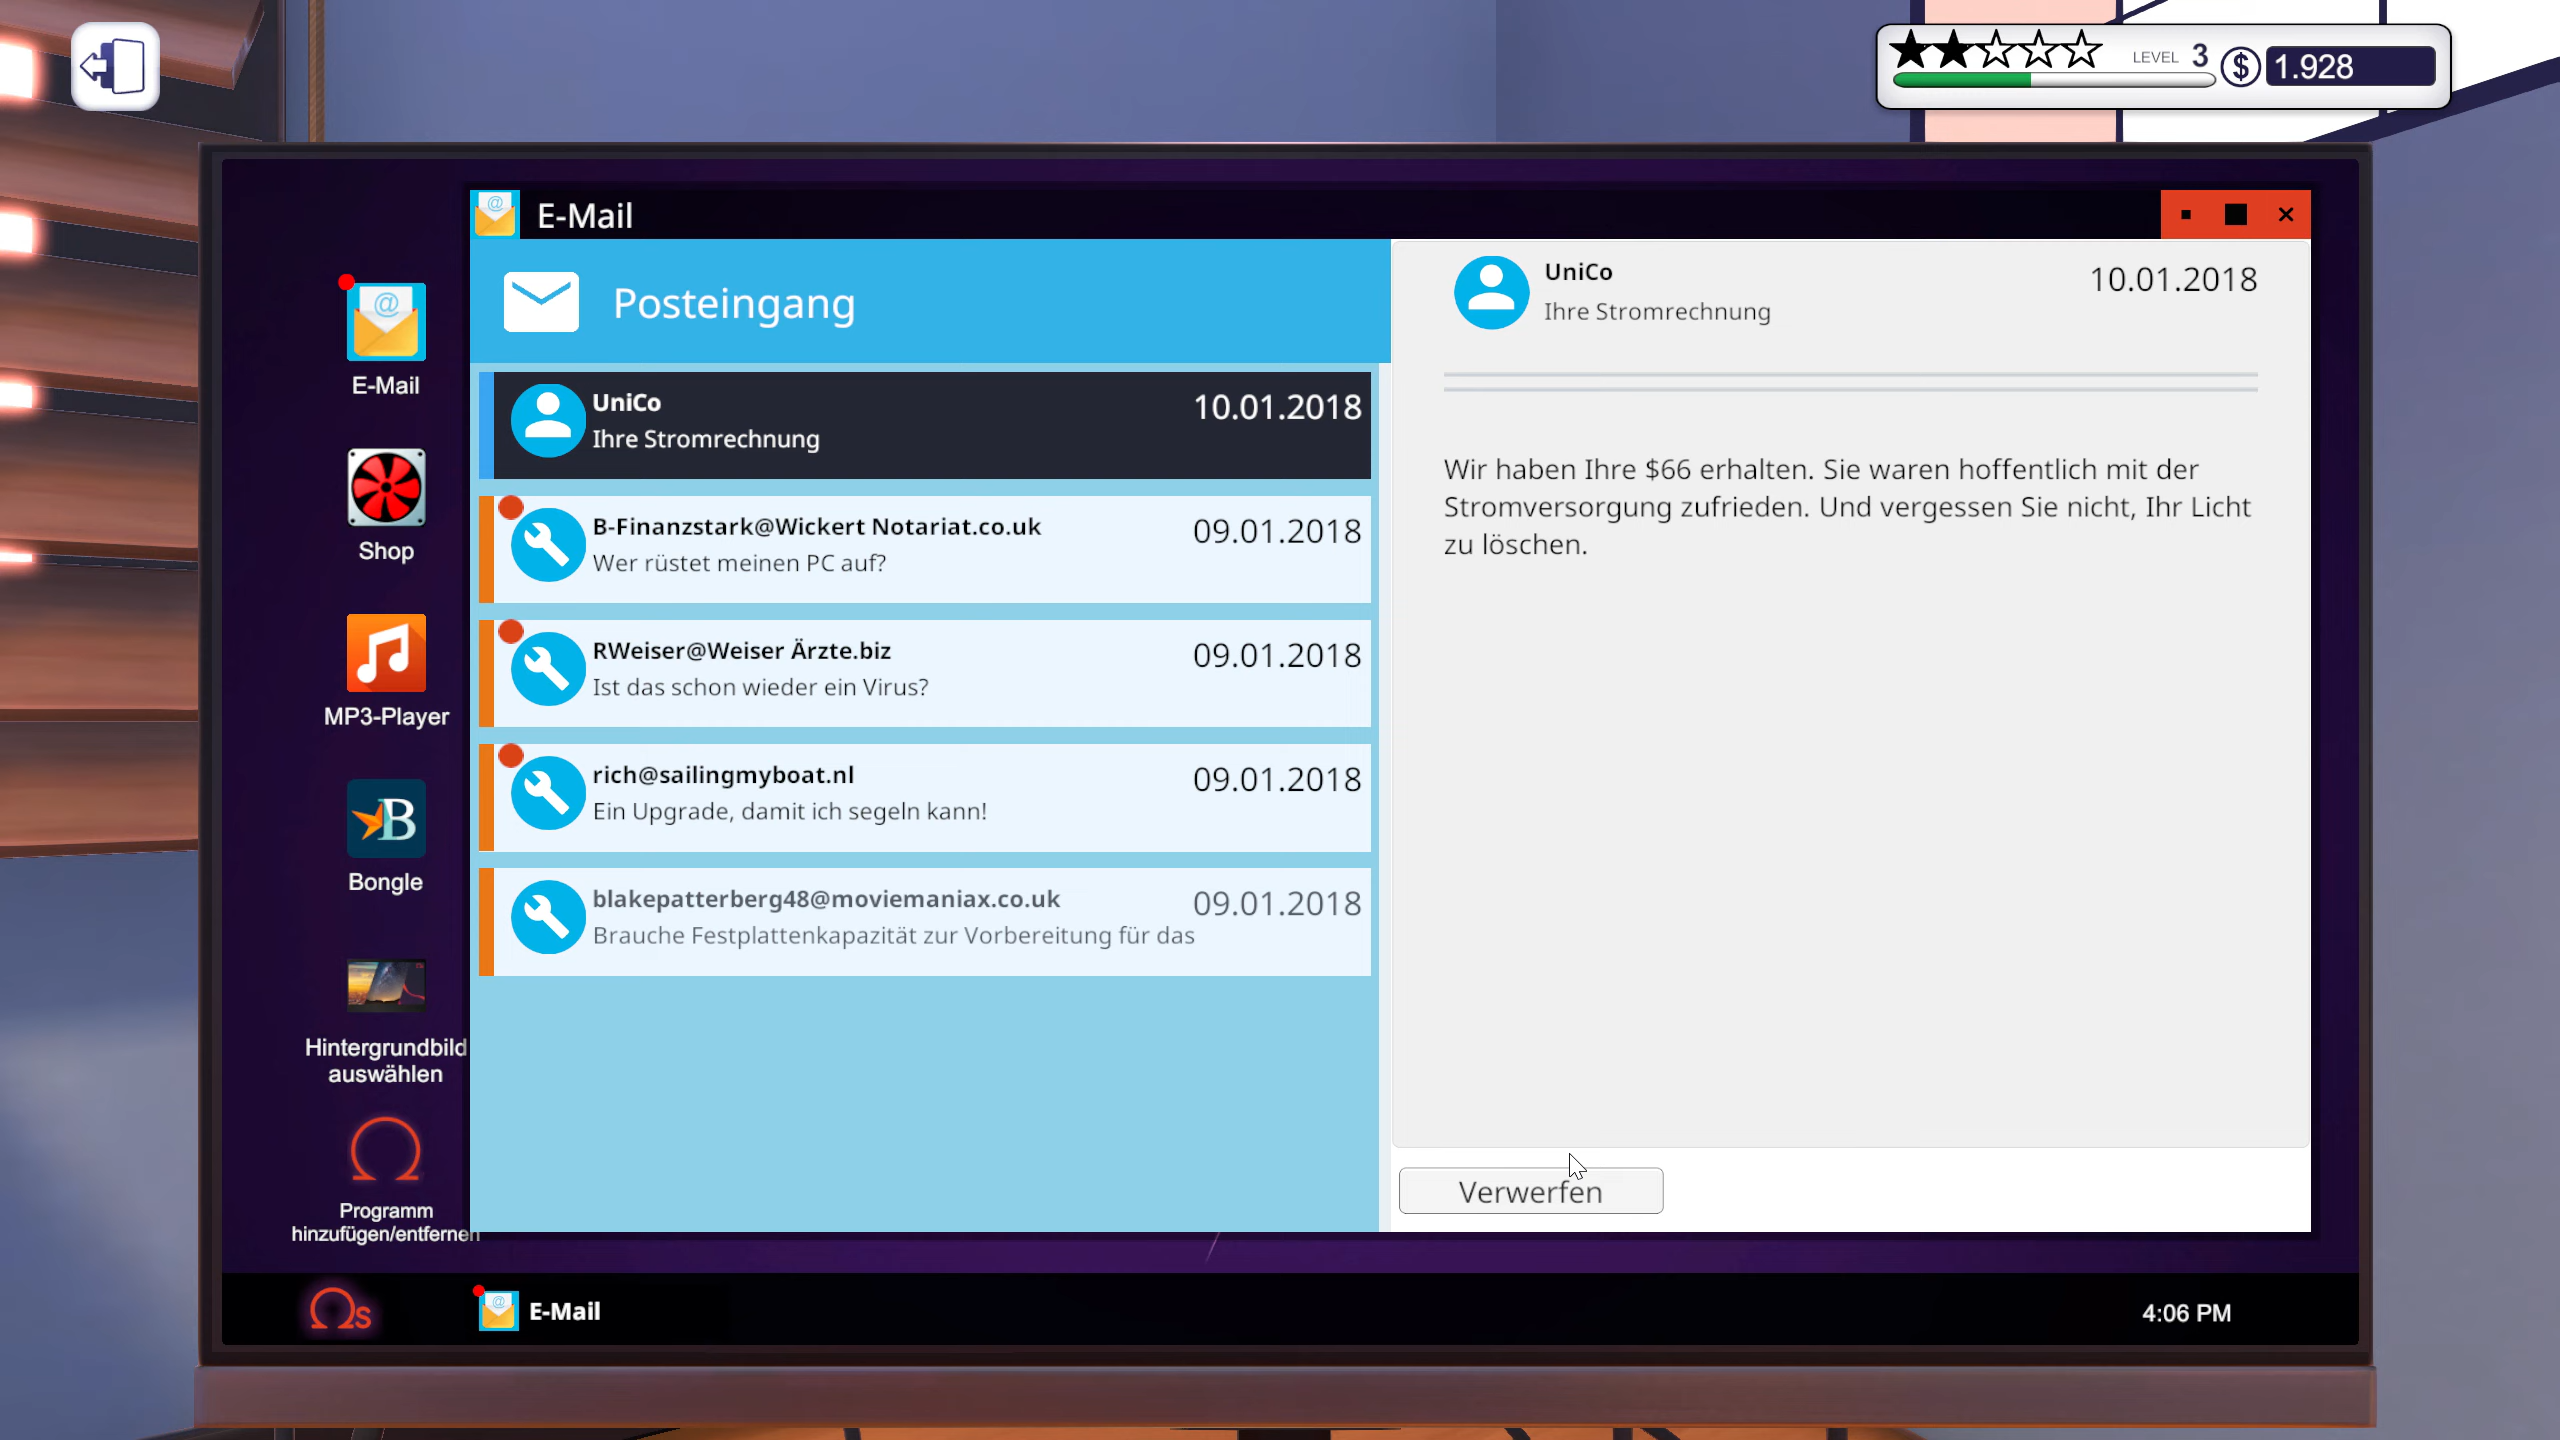 LEVEL 3
$ 1.928
E-Mail
Posteingang
UniCo
10.01.2018
Ihre Stromrechnung
B-Finanzstark@Wickert Notariat.co.uk
09.01.2018
Wer rüstet meinen PC auf?
RWeiser@Weiser Ärzte.biz
09.01.2018
Ist das schon wieder ein Virus?
rich@sailingmyboat.nl
09.01.2018
Ein Upgrade, damit ich segeln kann!
blakepatterberg48@moviemaniax.co.uk
09.01.2018
Brauche Festplattenkapazität zur Vorbereitung für das
UniCo
10.01.2018
Ihre Stromrechnung
Wir haben Ihre $66 erhalten. Sie waren hoffentlich mit der
Stromversorgung zufrieden. Und vergessen Sie nicht, Ihr Licht
zu löschen.
Verwerfen
E-Mail
Shop
MP3-Player
B
Bongle
Hintergrundbild
auswählen
Programm
hinzufügen/entfernen
Ωs
E-Mail
4:06 PM